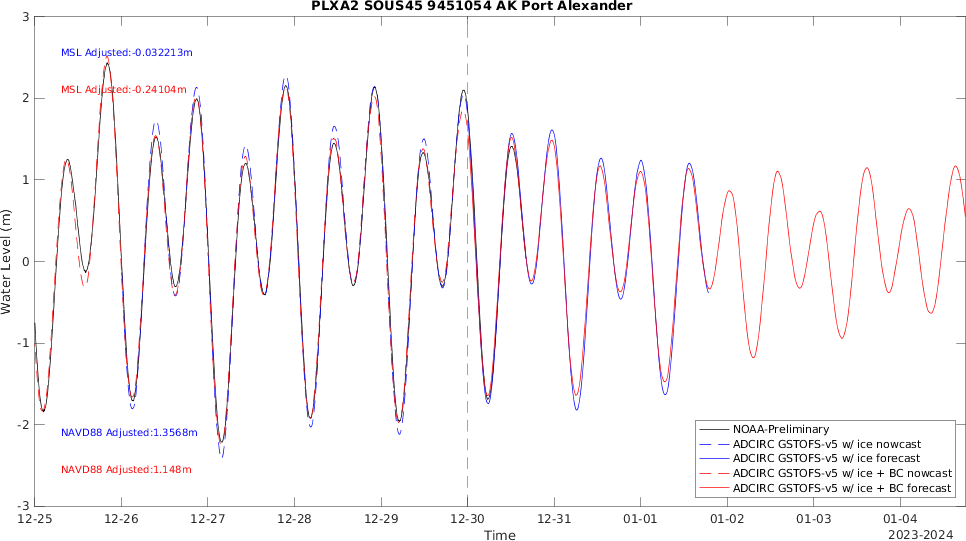 PLXA2 SOUS45 9451054 AK Port Alexander
3
2
1
0
-1
-2
-3
Water Level (m)
MSL Adjusted:-0.032213m
MSL Adjusted:-0.24104m
NAVD88 Adjusted:1.3568m
NAVD88 Adjusted:1.148m
NOAA-Preliminary
ADCIRC GSTOFS-v5 w/ ice nowcast
ADCIRC GSTOFS-v5 w/ ice forecast
ADCIRC GSTOFS-v5 w/ ice + BC nowcast
ADCIRC GSTOFS-v5 w/ ice + BC forecast
12-25 12-26 12-27 12-28 12-29 12-30 12-31 01-01 01-02 01-03 01-04
Time
2023-2024